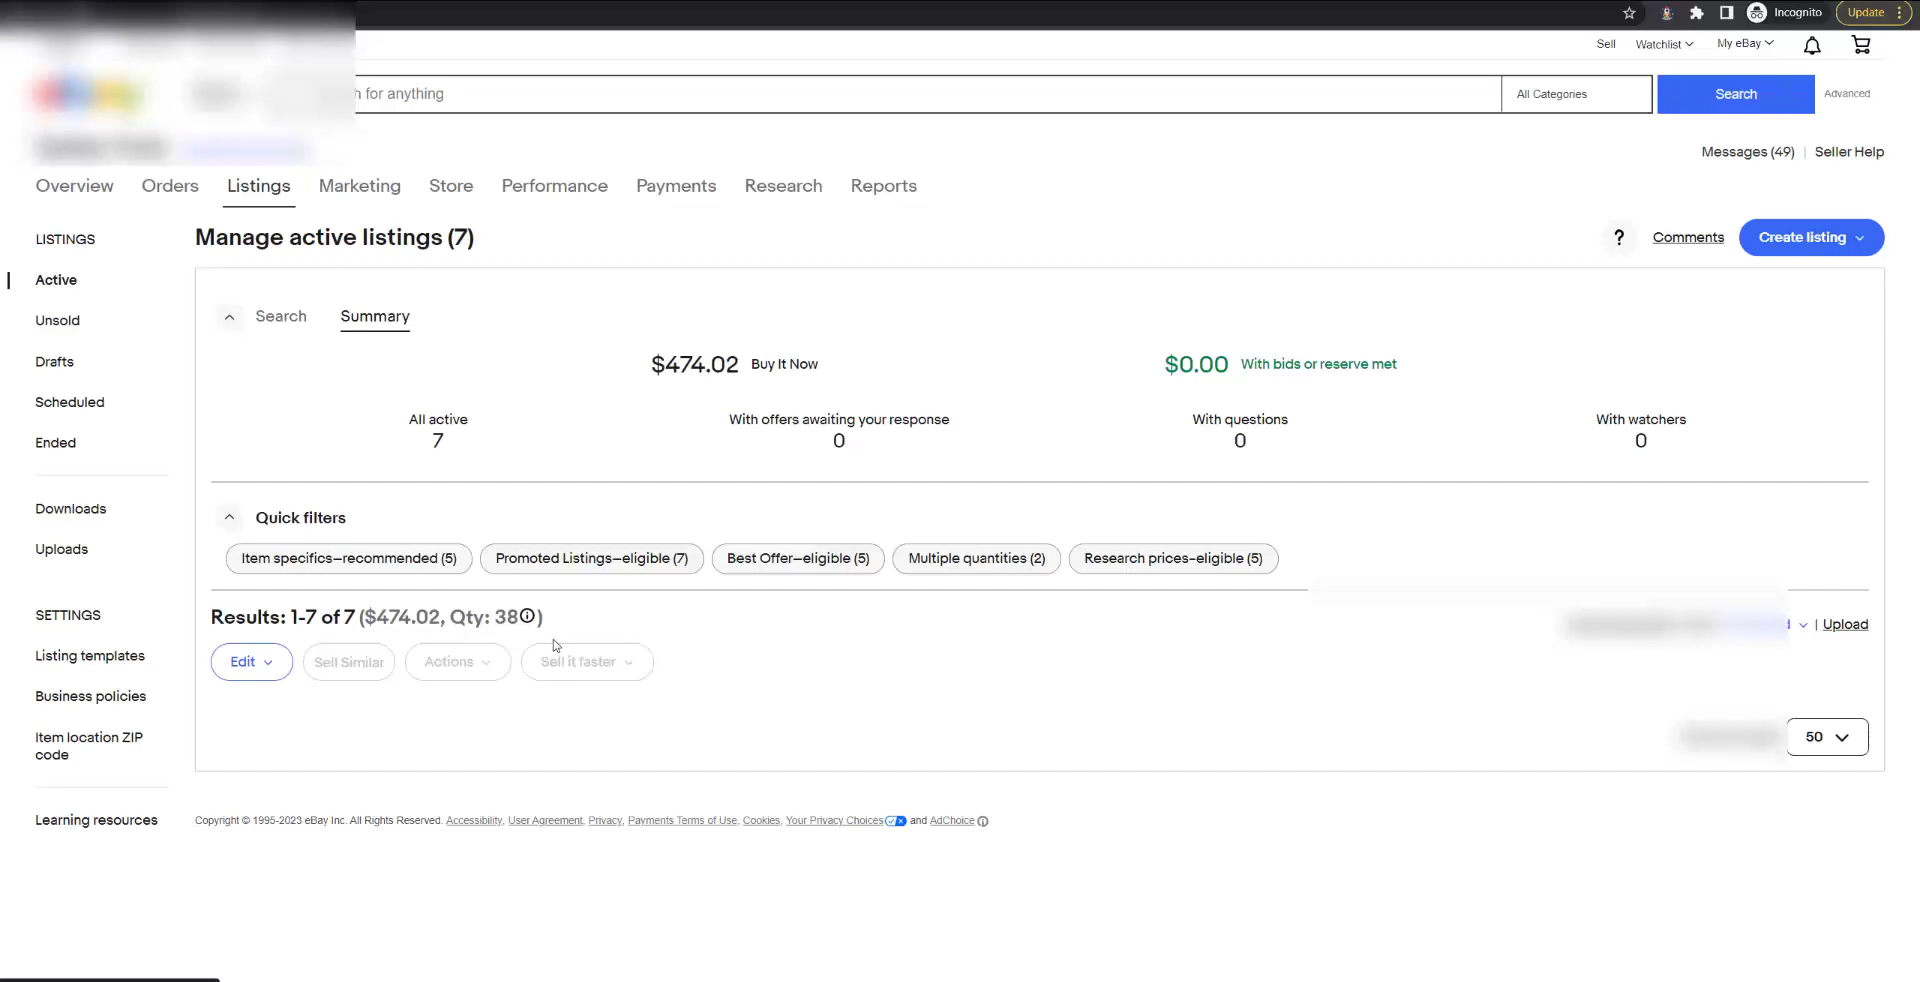 Incognito
Update
Sell
Watchlist
My eBay
for anything
All Categories
Search
Advanced
Messages (49)
Seller Help
Overview
Orders
Listings
Marketing
Store
Performance
Payments
Research
Reports
LISTINGS
Active
Unsold
Drafts
Scheduled
Ended
Downloads
Uploads
SETTINGS
Listing templates
Business policies
Item location ZIP
code
Learning resources
Manage active listings (7)
?
Comments
Create listing
Search
Summary
$474.02 Buy It Now
$0.00 With bids or reserve met
All active
7
With offers awaiting your response
0
With questions
0
With watchers
0
Quick filters
Item specifics–recommended (5)
Promoted Listings–eligible (7)
Best Offer–eligible (5)
Multiple quantities (2)
Research prices–eligible (5)
Results: 1-7 of 7 ($474.02, Qty: 38)
| Upload
Edit
Sell Similar
Actions
Sell it faster
50
Copyright © 1995-2023 eBay Inc. All Rights Reserved. Accessibility, User Agreement, Privacy, Payments Terms of Use, Cookies, Your Privacy Choices and AdChoice